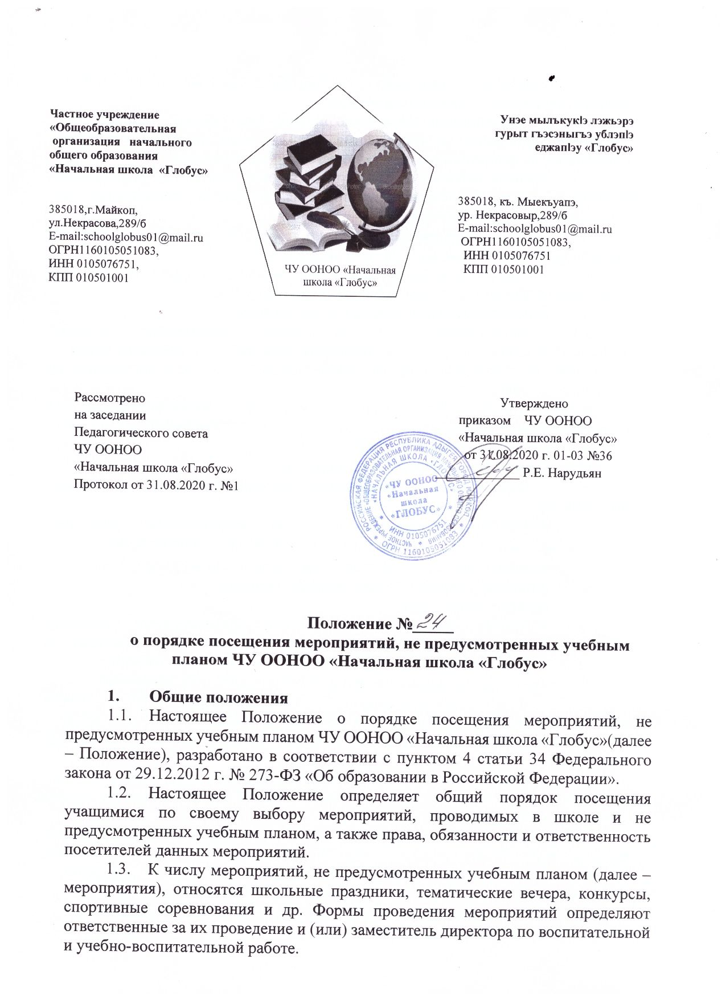 Частное учреждение
«Общеобразовательная
организация начального
общего образования
«Начальная школа «Глобус»
385018,г.Майкоп,
ул.Некрасова,289/б
E-mail:schoolglobus01@mail.ru
ОГРН1160105051083,
ИНН 0105076751,
КПП 010501001
ЧУ ООНОО «Начальная
школа «Глобус»
Унэе мылъкукӏэ лэжьэрэ
гурыт гъэсэныгъэ ублэпӏэ
еджапӏэу «Глобус»
385018, къ. Мыекъуапэ,
ур. Некрасовыр,289/б
E-mail:schoolglobus01@mail.ru
ОГРН1160105051083,
ИНН 0105076751
КПП 010501001
Рассмотрено
на заседании
Педагогического совета
ЧУ ООНОО
«Начальная школа «Глобус»
Протокол от 31.08.2020 г. №1
Утверждено
приказом ЧУ ООНОО
«Начальная школа «Глобус»
от 31.08.2020 г. 01-03 №36
Р.Е. Нарудьян
РОССИЙСКАЯ ФЕДЕРАЦИЯ РЕСПУБЛИКА АДЫГЕЯ ГОРОД МАЙКОП
* ОГРН 1160105051083 *
ЧАСТНОЕ УЧРЕЖДЕНИЕ «ОБЩЕОБРАЗОВАТЕЛЬНАЯ ОРГАНИЗАЦИЯ НАЧАЛЬНОГО ОБЩЕГО ОБРАЗОВАНИЯ *
«НАЧАЛЬНАЯ ШКОЛА «ГЛОБУС»
* ИНН 0105076751 *
«ЧУ ООНОО
«Начальная
школа
«ГЛОБУС»
Положение № 24
о порядке посещения мероприятий, не предусмотренных учебным
планом ЧУ ООНОО «Начальная школа «Глобус»
1. Общие положения
1.1. Настоящее Положение о порядке посещения мероприятий, не
предусмотренных учебным планом ЧУ ООНОО «Начальная школа «Глобус»(далее
– Положение), разработано в соответствии с пунктом 4 статьи 34 Федерального
закона от 29.12.2012 г. № 273-ФЗ «Об образовании в Российской Федерации».
1.2. Настоящее Положение определяет общий порядок посещения
учащимися по своему выбору мероприятий, проводимых в школе и не
предусмотренных учебным планом, а также права, обязанности и ответственность
посетителей данных мероприятий.
1.3. К числу мероприятий, не предусмотренных учебным планом (далее –
мероприятия), относятся школьные праздники, тематические вечера, конкурсы,
спортивные соревнования и др. Формы проведения мероприятий определяют
ответственные за их проведение и (или) заместитель директора по воспитательной
и учебно-воспитательной работе.